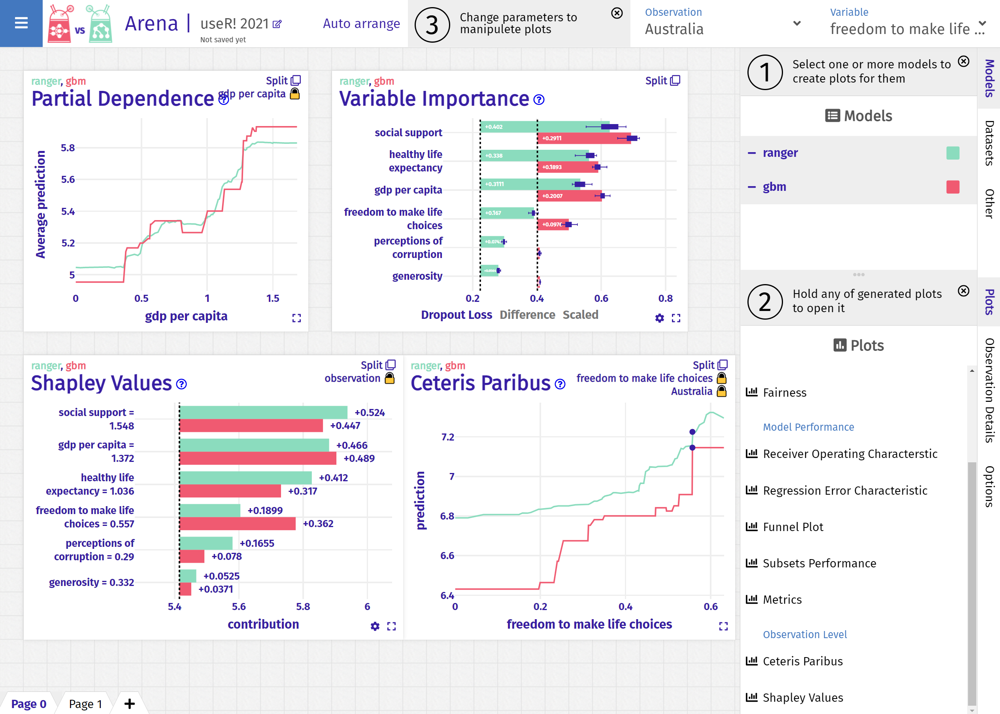 vs
Arena | useR! 2021
Not saved yet
Auto arrange
3
Change parameters to
manipulete plots
Observation
Australia
Variable
freedom to make life ...
ranger, gbm
Split
Partial Dependence
gdp per capita
Average prediction
5.8
5.6
5.4
5.2
5
0 0.5 1 1.5
gdp per capita
ranger, gbm
Split
Variable Importance ?
social support
+0.402
+0.2911
healthy life
expectancy
+0.338
+0.1893
gdp per capita
+0.3111
+0.2007
freedom to make life
choices
+0.167
perceptions of
corruption
generosity
0.2 0.4 0.6 0.8
Dropout Loss Difference Scaled
ranger, gbm
Split
Shapley Values ?
observation
social support =
1.548
+0.524
+0.447
gdp per capita =
1.372
+0.466
+0.489
healthy life
expectancy = 1.036
+0.412
+0.317
freedom to make life
choices = 0.557
+0.1899
+0.362
perceptions of
corruption = 0.29
+0.1655
+0.078
generosity = 0.332
+0.0525
+0.0371
5.4 5.6 5.8 6
contribution
ranger, gbm
Split
Ceteris Paribus ?
freedom to make life choices
Australia
prediction
7.2
7
6.8
6.6
6.4
0 0.2 0.4 0.6
freedom to make life choices
1
Select one or more models to
create plots for them
Models
ranger
gbm
2
Hold any of generated plots
to open it
Plots
Fairness
Model Performance
Receiver Operating Characterstic
Regression Error Characteristic
Funnel Plot
Subsets Performance
Metrics
Observation Level
Ceteris Paribus
Shapley Values
Models
Datasets
Other
Plots
Observation Details
Options
Page 0
Page 1
+